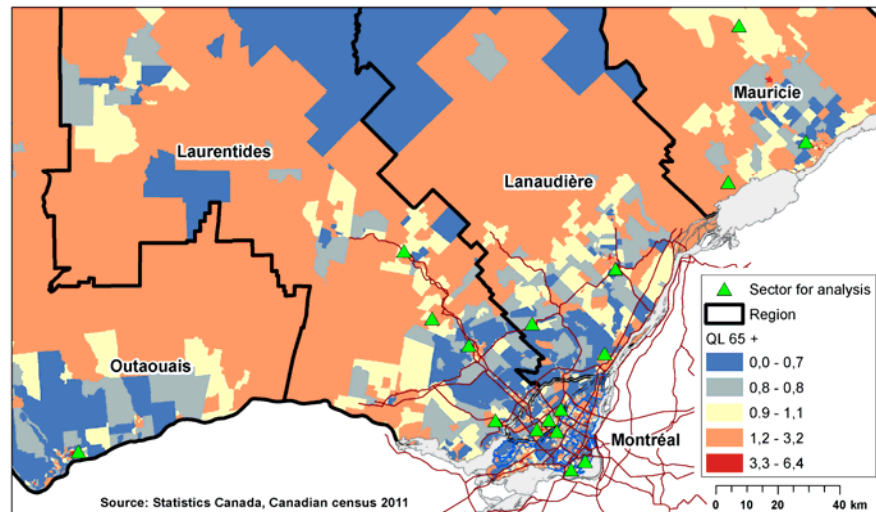 Mauricie
Laurentides
Lanaudière
Outaouais
Montréal
Sector for analysis
Region
QL 65 +
0,0 - 0,7
0,8 - 0,8
0.9 - 1,1
1,2 - 3,2
3,3 - 6,4
0 10 20 40 km
Source: Statistics Canada, Canadian census 2011